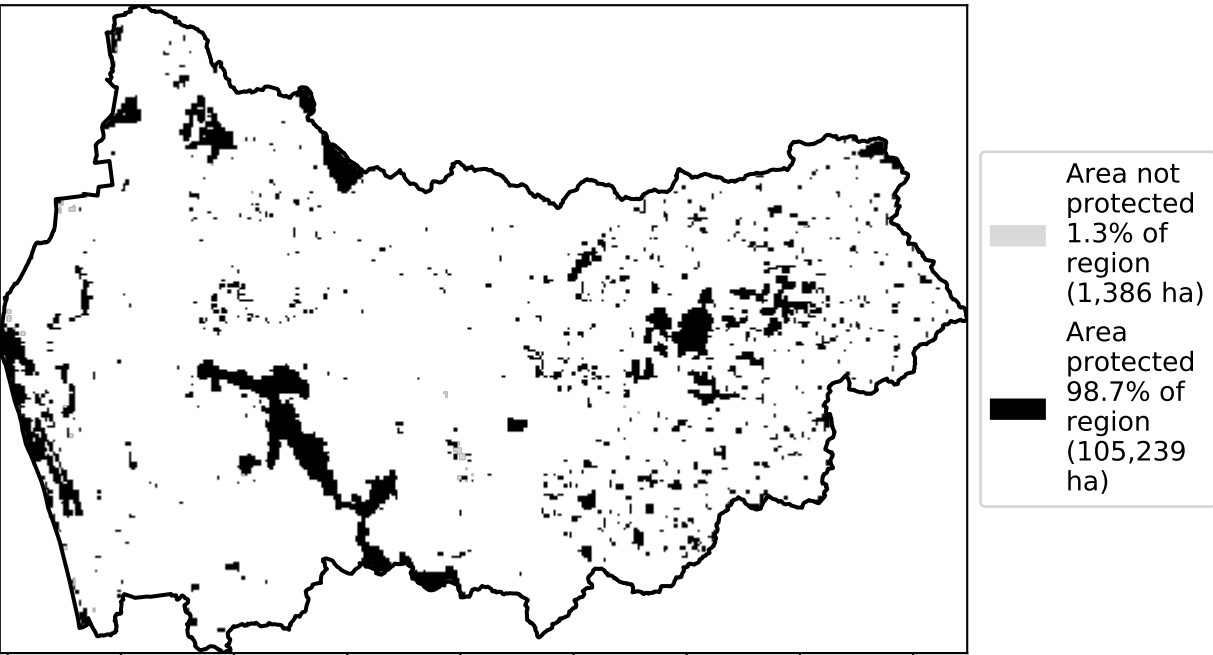 Area not
protected
1.3% of
region
(1,386 ha)
Area
protected
98.7% of
region
(105,239
ha)